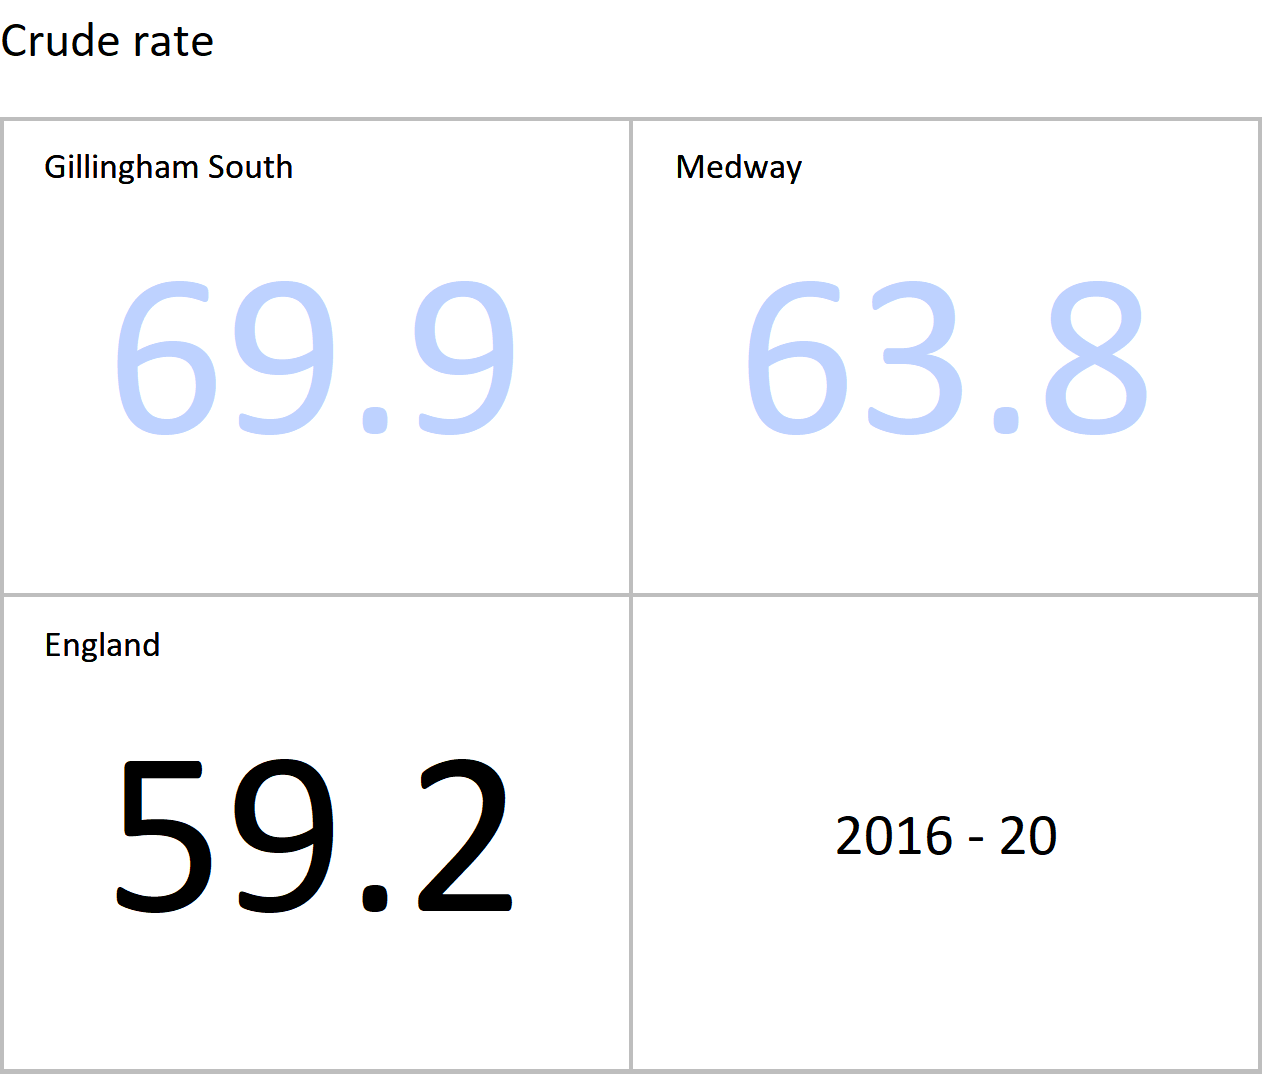 Crude rate
Gillingham South
69.9
Medway
63.8
England
59.2
2016 - 20